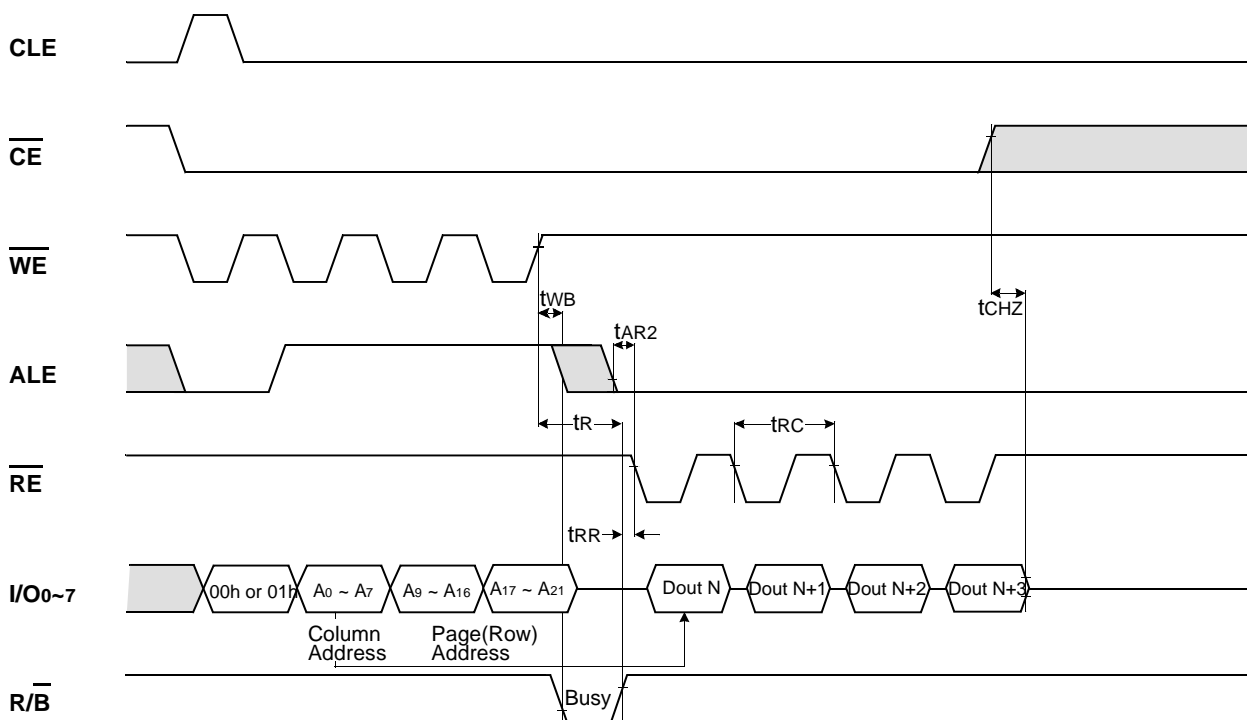 CLE
CE
WE
tWB
tCHZ
tAR2
ALE
tR
tRC
RE
tRR
I/O0~7
00h or 01h
A0 ~ A7
A9 ~ A16
A17 ~ A21
Dout N
Dout N+1
Dout N+2
Dout N+3
Column
Address
Page(Row)
Address
R/B
Busy